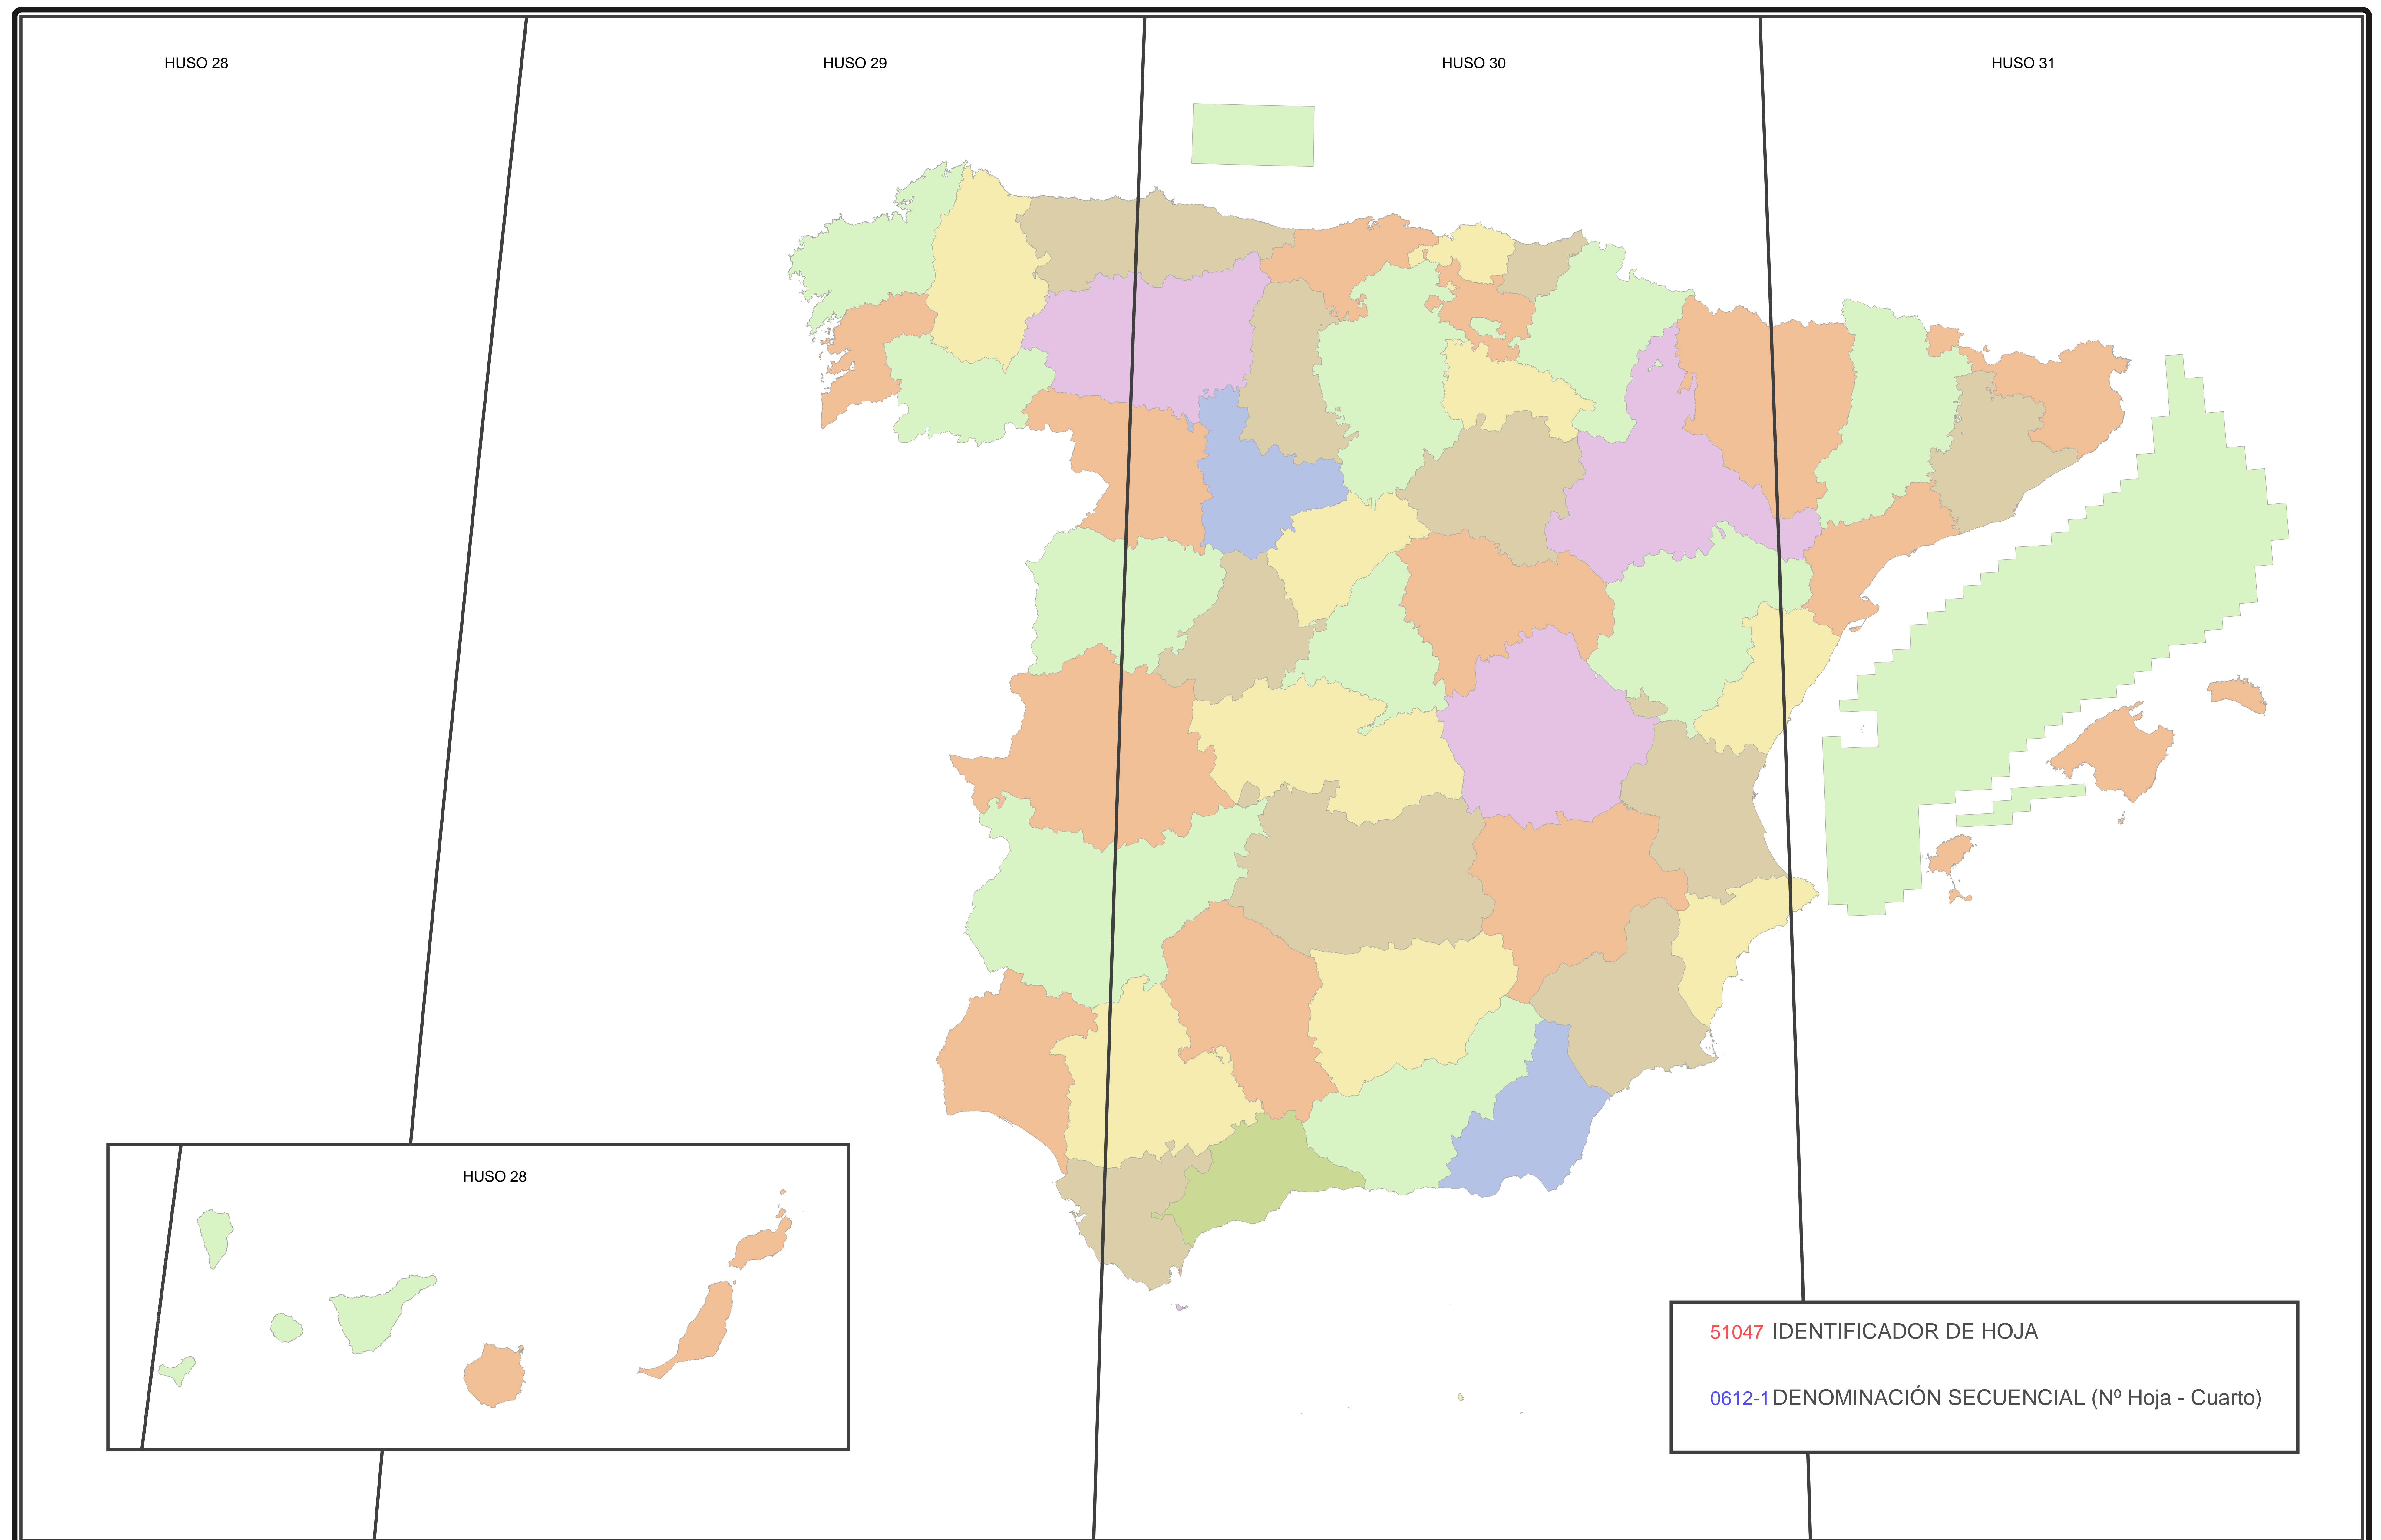 HUSO 28
HUSO 29
HUSO 30
HUSO 31
HUSO 28
51047 IDENTIFICADOR DE HOJA
0612-1 DENOMINACIÓN SECUENCIAL (Nº Hoja - Cuarto)